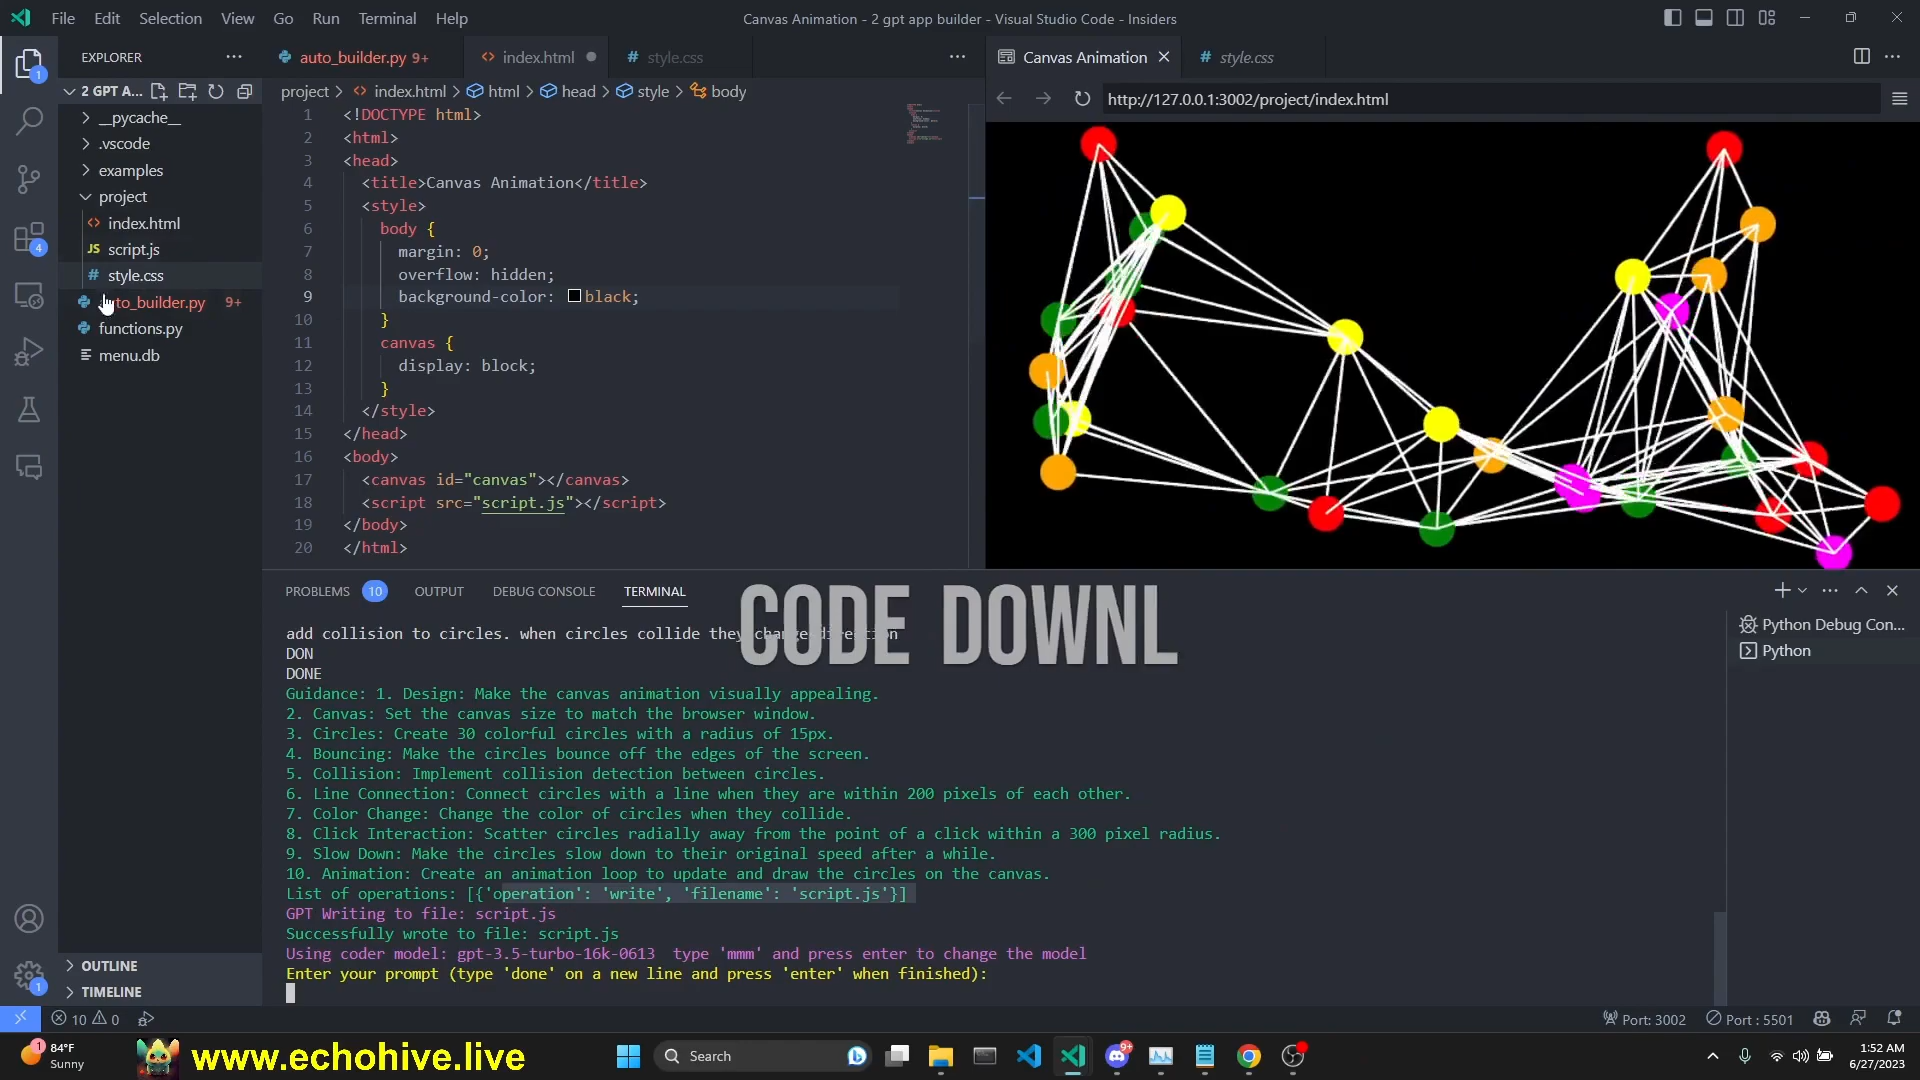 File Edit Selection View Go Run Terminal Help
Canvas Animation - 2 gpt app builder - Visual Studio Code - Insiders
EXPLORER
auto_builder.py 9+
index.html
style.css
Canvas Animation
style.css
2 GPT A...
project > index.html > html > head > style > body
http://127.0.0.1:3002/project/index.html
__pycache__
.vscode
examples
project
index.html
script.js
style.css
auto_builder.py 9+
functions.py
menu.db
1 <!DOCTYPE html>
2 <html>
3 <head>
4 <title>Canvas Animation</title>
5 <style>
6 body {
7 margin: 0;
8 overflow: hidden;
9 background-color: black;
10 }
11 canvas {
12 display: block;
13 }
14 </style>
15 </head>
16 <body>
17 <canvas id="canvas"></canvas>
18 <script src="script.js"></script>
19 </body>
20 </html>
PROBLEMS 10 OUTPUT DEBUG CONSOLE TERMINAL
CODE DOWNL
Python Debug Con...
Python
add collision to circles. when circles collide they change direction
DON
DONE
Guidance: 1. Design: Make the canvas animation visually appealing.
2. Canvas: Set the canvas size to match the browser window.
3. Circles: Create 30 colorful circles with a radius of 15px.
4. Bouncing: Make the circles bounce off the edges of the screen.
5. Collision: Implement collision detection between circles.
6. Line Connection: Connect circles with a line when they are within 200 pixels of each other.
7. Color Change: Change the color of circles when they collide.
8. Click Interaction: Scatter circles radially away from the point of a click within a 300 pixel radius.
9. Slow Down: Make the circles slow down to their original speed after a while.
10. Animation: Create an animation loop to update and draw the circles on the canvas.
List of operations: [{'operation': 'write', 'filename': 'script.js'}]
GPT Writing to file: script.js
Successfully wrote to file: script.js
Using coder model: gpt-3.5-turbo-16k-0613 type 'mmm' and press enter to change the model
Enter your prompt (type 'done' on a new line and press 'enter' when finished):
OUTLINE
TIMELINE
1
4
1
10 0
Port: 3002
Port : 5501
1
84°F
Sunny
www.echohive.live
Search
9+
1:52 AM
6/27/2023